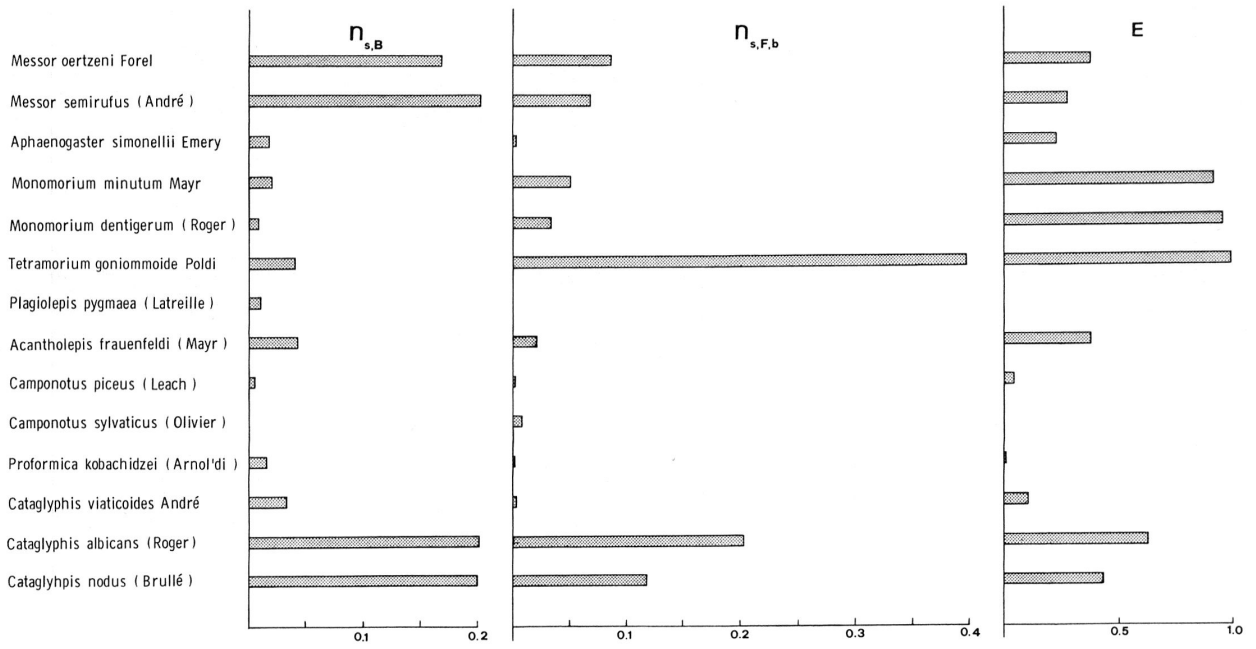 n s,B n s,F,b E
Messor oertzeni Forel
Messor semirufus ( André )
Aphaenogaster simonellii Emery
Monomorium minutum Mayr
Monomorium dentigerum ( Roger )
Tetramorium goniommoide Poldi
Plagiolepis pygmaea ( Latreille )
Acantholepis frauenfeldi ( Mayr )
Camponotus piceus ( Leach )
Camponotus sylvaticus ( Olivier )
Proformica kobachidzei ( Arnol'di )
Cataglyphis viaticoides André
Cataglyphis albicans (Roger)
Cataglyhpis nodus ( Brullé )
0.1 0.2 0.1 0.2 0.3 0.4 0.5 1.0